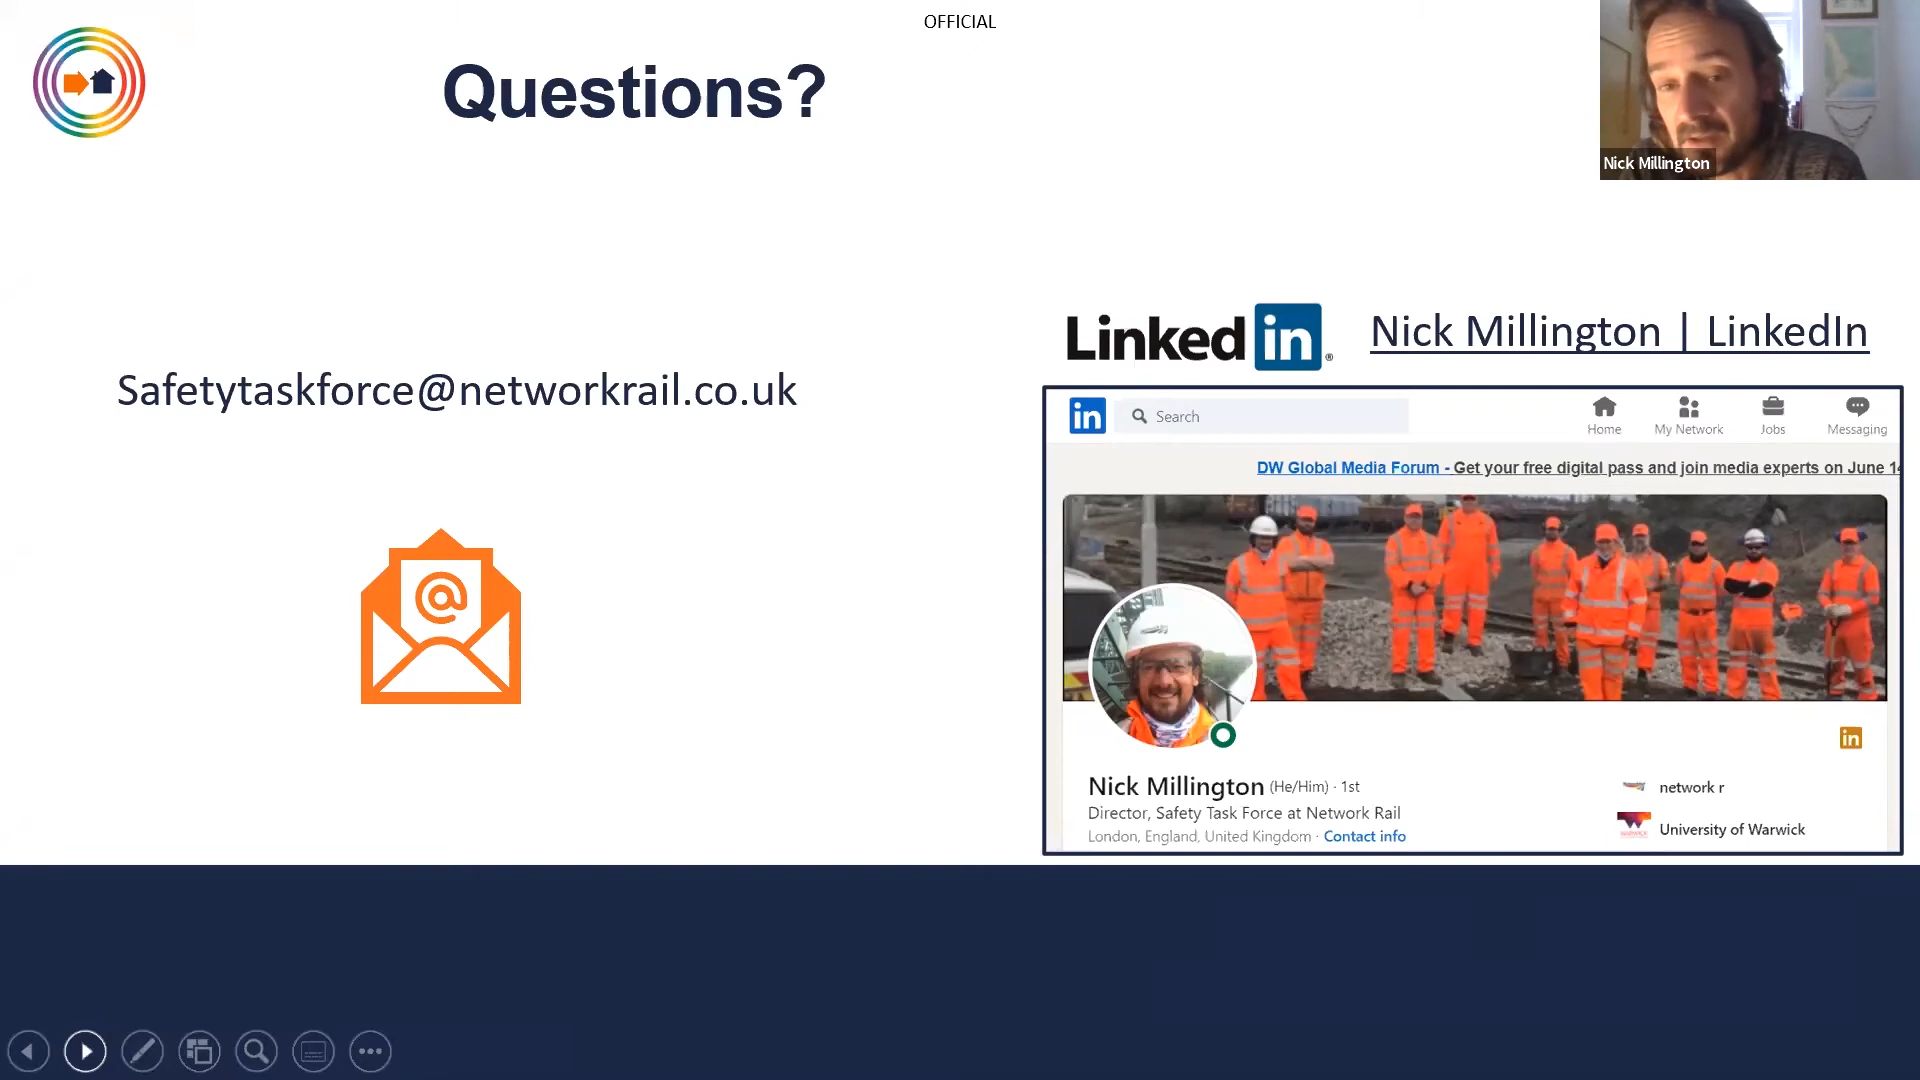 OFFICIAL
Questions?
Nick Millington
Safetytaskforce@networkrail.co.uk
Linked in ®
Nick Millington | LinkedIn
in
Search
Home
My Network
Jobs
Messaging
DW Global Media Forum - Get your free digital pass and join media experts on June 14
in
Nick Millington (He/Him) · 1st
Director, Safety Task Force at Network Rail
London, England, United Kingdom · Contact info
network r
WARWICK
University of Warwick